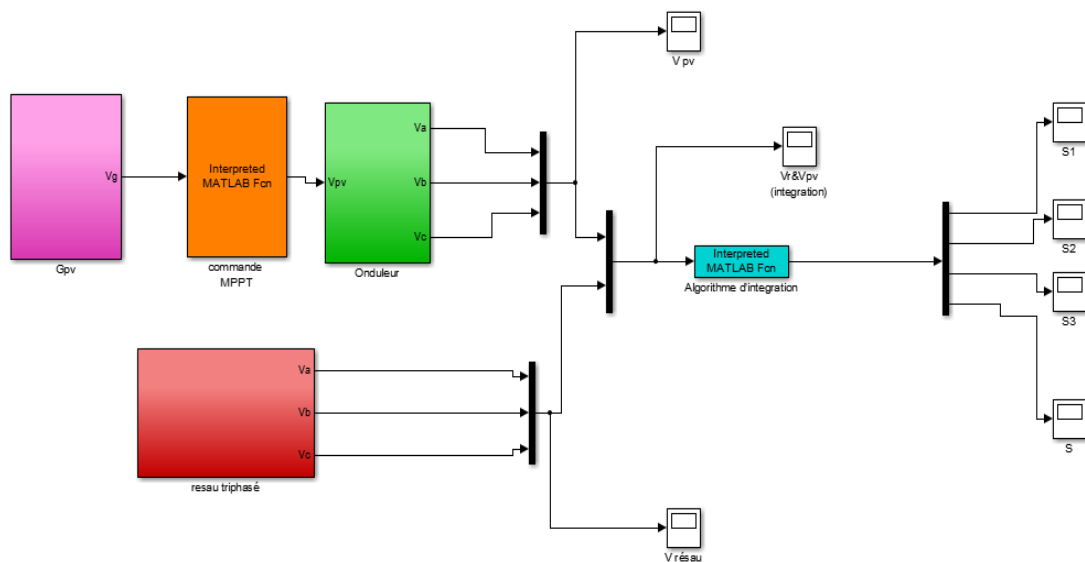 V pv
Vg
Gpv
Interpreted
MATLAB Fcn
commande
MPPT
Vpv
Va
Vb
Vc
Onduleur
Vr&Vpv
(integration)
Interpreted
MATLAB Fcn
Algorithme d'integration
S1
S2
S3
S
Va
Vb
Vc
resau triphasé
V résau